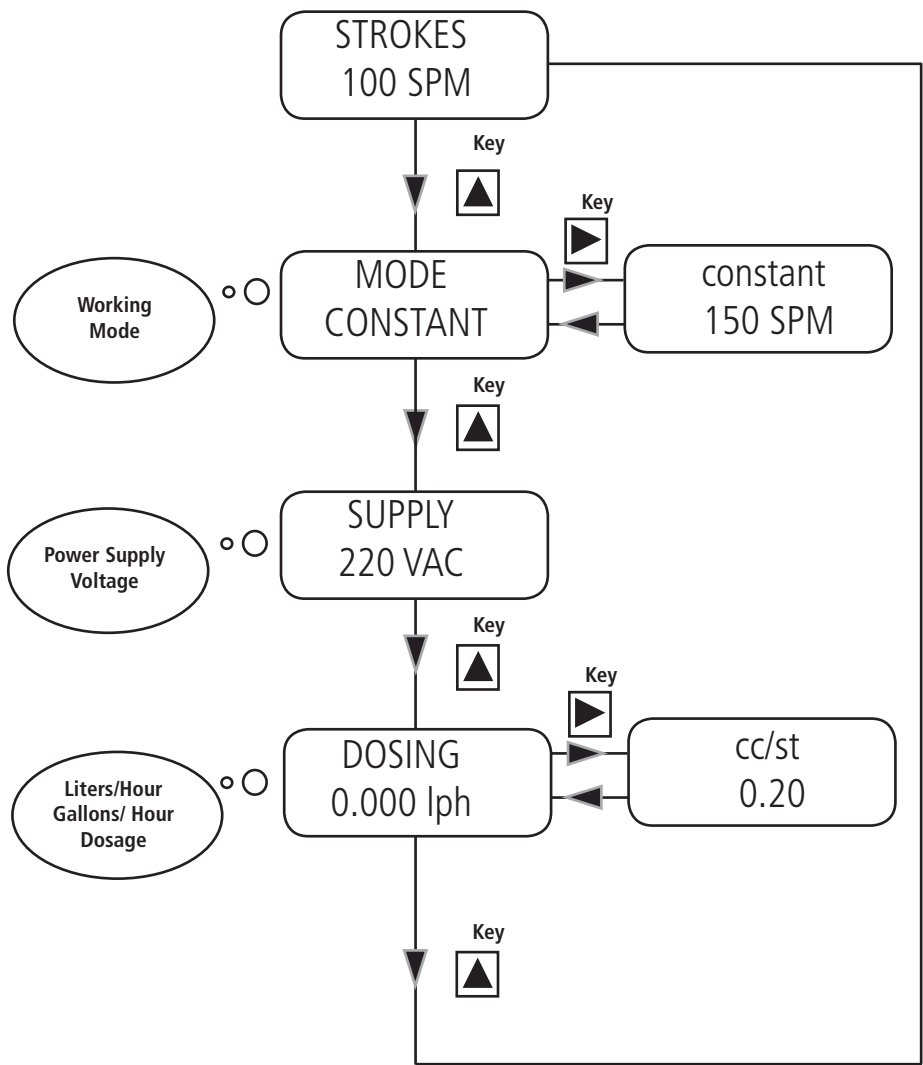 STROKES
100 SPM
Key
Key
MODE
CONSTANT
constant
150 SPM
Working
Mode
Key
SUPPLY
220 VAC
Power Supply
Voltage
Key
Key
DOSING
0.000 lph
cc/st
0.20
Liters/Hour
Gallons/ Hour
Dosage
Key